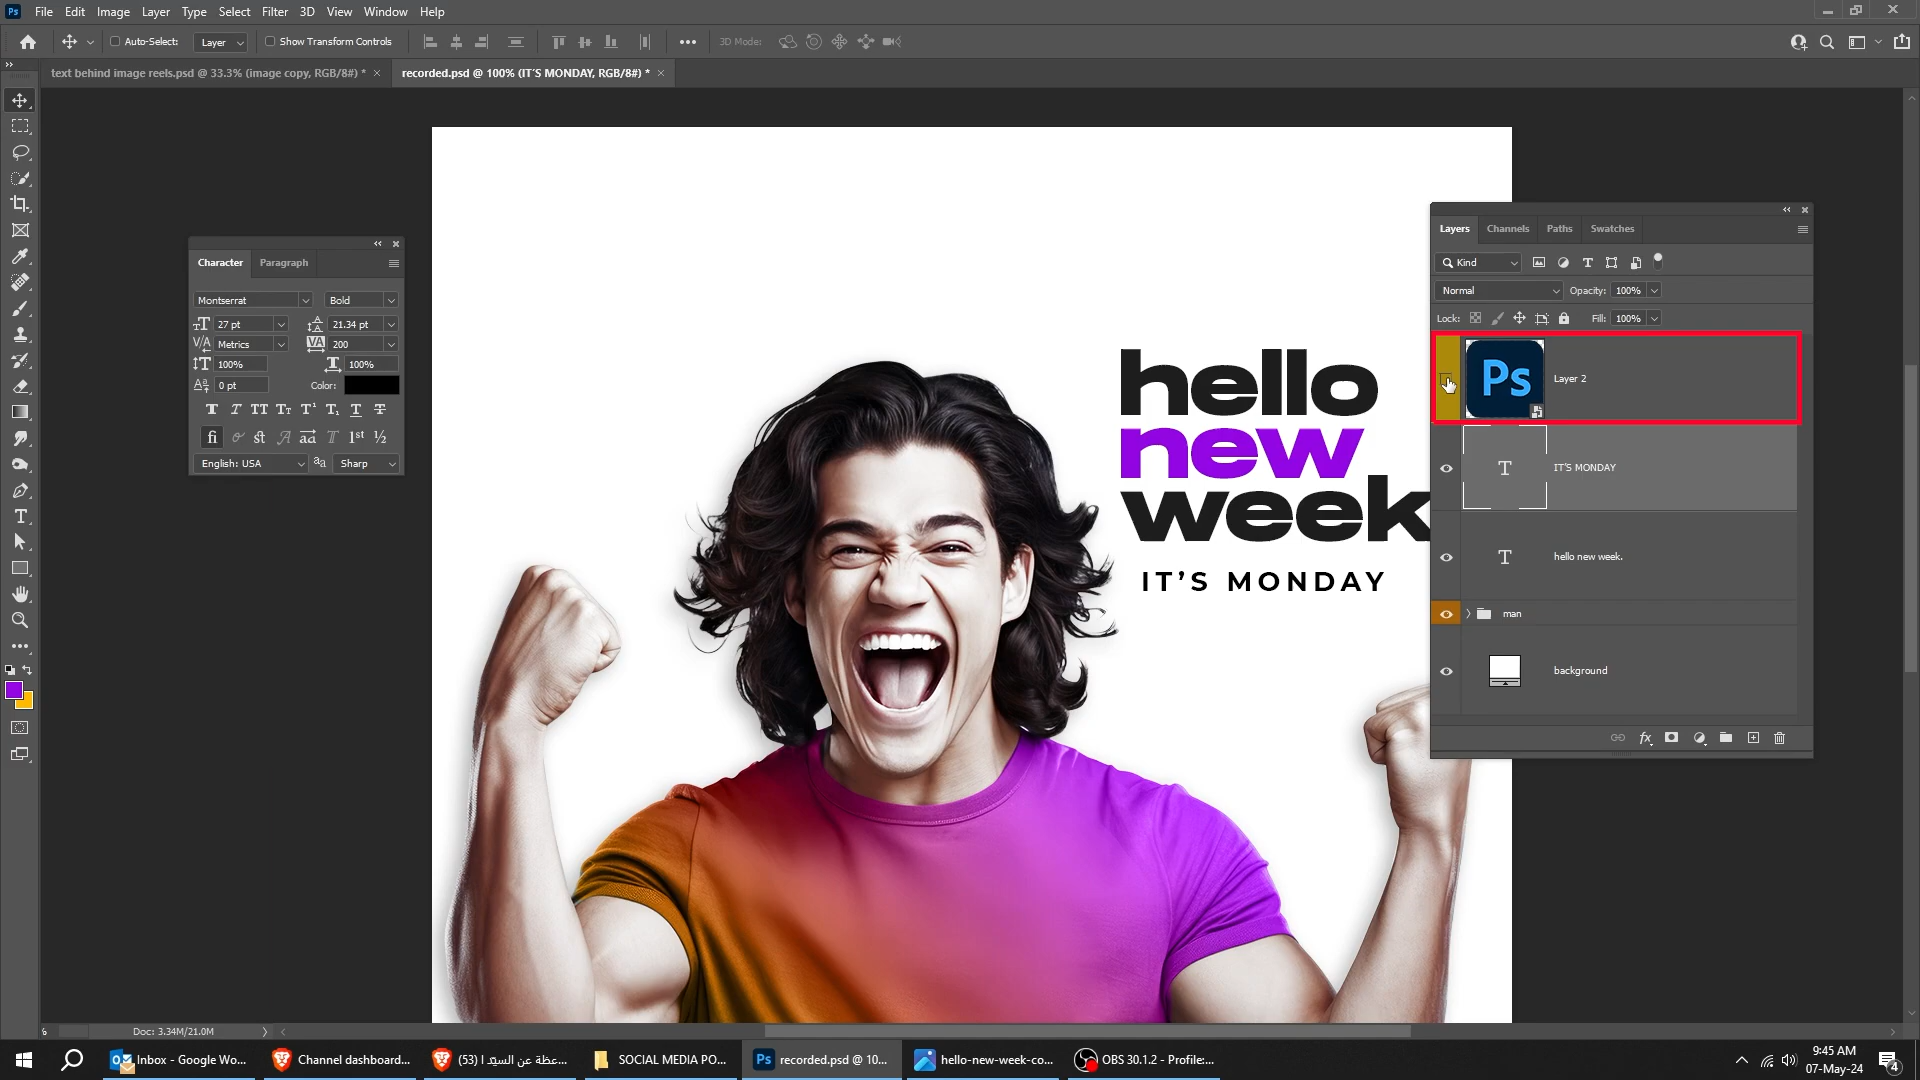 Ps File Edit Image Layer Type Select Filter 3D View Window Help
Auto-Select: Layer Show Transform Controls 3D Mode:
text behind image reels.psd @ 33.3% (image copy, RGB/8#) *
recorded.psd @ 100% (IT'S MONDAY, RGB/8#) *
Character Paragraph
Montserrat Bold
27 pt 21.34 pt
Metrics 200
100% 100%
0 pt Color:
English: USA Sharp
hello
new
week
IT'S MONDAY
Layers Channels Paths Swatches
Kind
Normal Opacity: 100%
Lock: Fill: 100%
Ps Layer 2
IT'S MONDAY
hello new week.
man
background
Doc: 3.34M/21.0M
Inbox - Google Wo...
Channel dashboard...
(53) عظة عن السيّد ا...
SOCIAL MEDIA PO...
Ps recorded.psd @ 10...
hello-new-week-co...
OBS 30.1.2 - Profile:...
9:45 AM
07-May-24
4